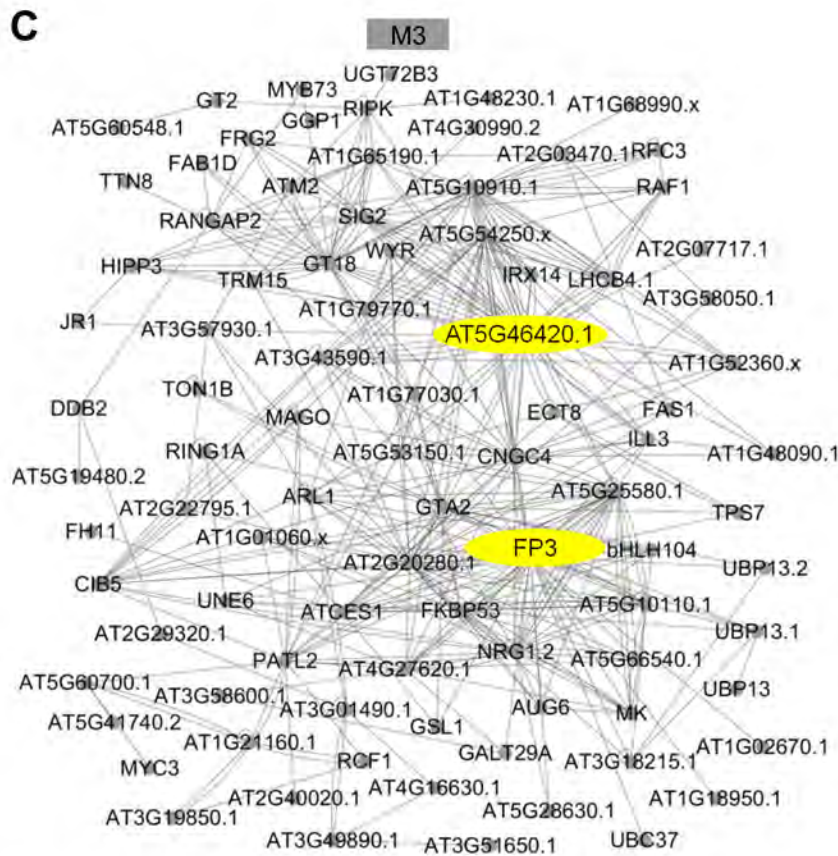 C
M3
UGT72B3
MYB73
GT2
RIPK
AT1G48230.1
AT1G68990.x
GGP1
AT5G60548.1
FRG2
AT4G30990.2
AT1G65190.1
AT2G03470.1
RFC3
FAB1D
TTN8
ATM2
AT5G10910.1
RAF1
RANGAP2
SIG2
AT5G54250.x
WYR
AT2G07717.1
HIPP3
GT18
IRX14
LHCB4.1
TRM15
AT3G58050.1
AT1G79770.1
JR1
AT3G57930.1
AT5G46420.1
AT3G43590.1
AT1G52360.x
TON1B
AT1G77030.1
DDB2
MAGO
ECT8
FAS1
ILL3
RING1A
AT5G53150.1
CNGC4
AT1G48090.1
AT5G19480.2
ARL1
AT5G25580.1
AT2G22795.1
GTA2
TPS7
FH11
AT1G01060.x
FP3
bHLH104
AT2G20280.1
UBP13.2
CIB5
UNE6
ATCES1
FKBP53
AT5G10110.1
AT2G29320.1
UBP13.1
PATL2
NRG1.2
AT4G27620.1
AT5G66540.1
AT5G60700.1
UBP13
AT3G58600.1
AT3G01490.1
AUG6
MK
AT5G41740.2
GSL1
AT1G21160.1
AT1G02670.1
GALT29A
MYC3
RCF1
AT3G18215.1
AT4G16630.1
AT2G40020.1
AT1G18950.1
AT3G19850.1
AT5G28630.1
AT3G49890.1
AT3G51650.1
UBC37